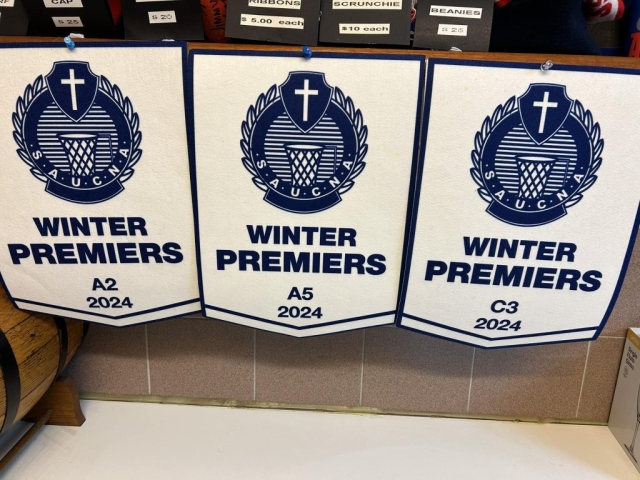 CAP
$ 25
$ 20
RIBBONS
$ 5.00 each
SCRUNCHIE
$10 each
BEANIES
$ 25
S.A.U.C.N.A
WINTER
PREMIERS
A2
2024
S.A.U.C.N.A
WINTER
PREMIERS
A5
2024
S.A.U.C.N.A
WINTER
PREMIERS
C3
2024